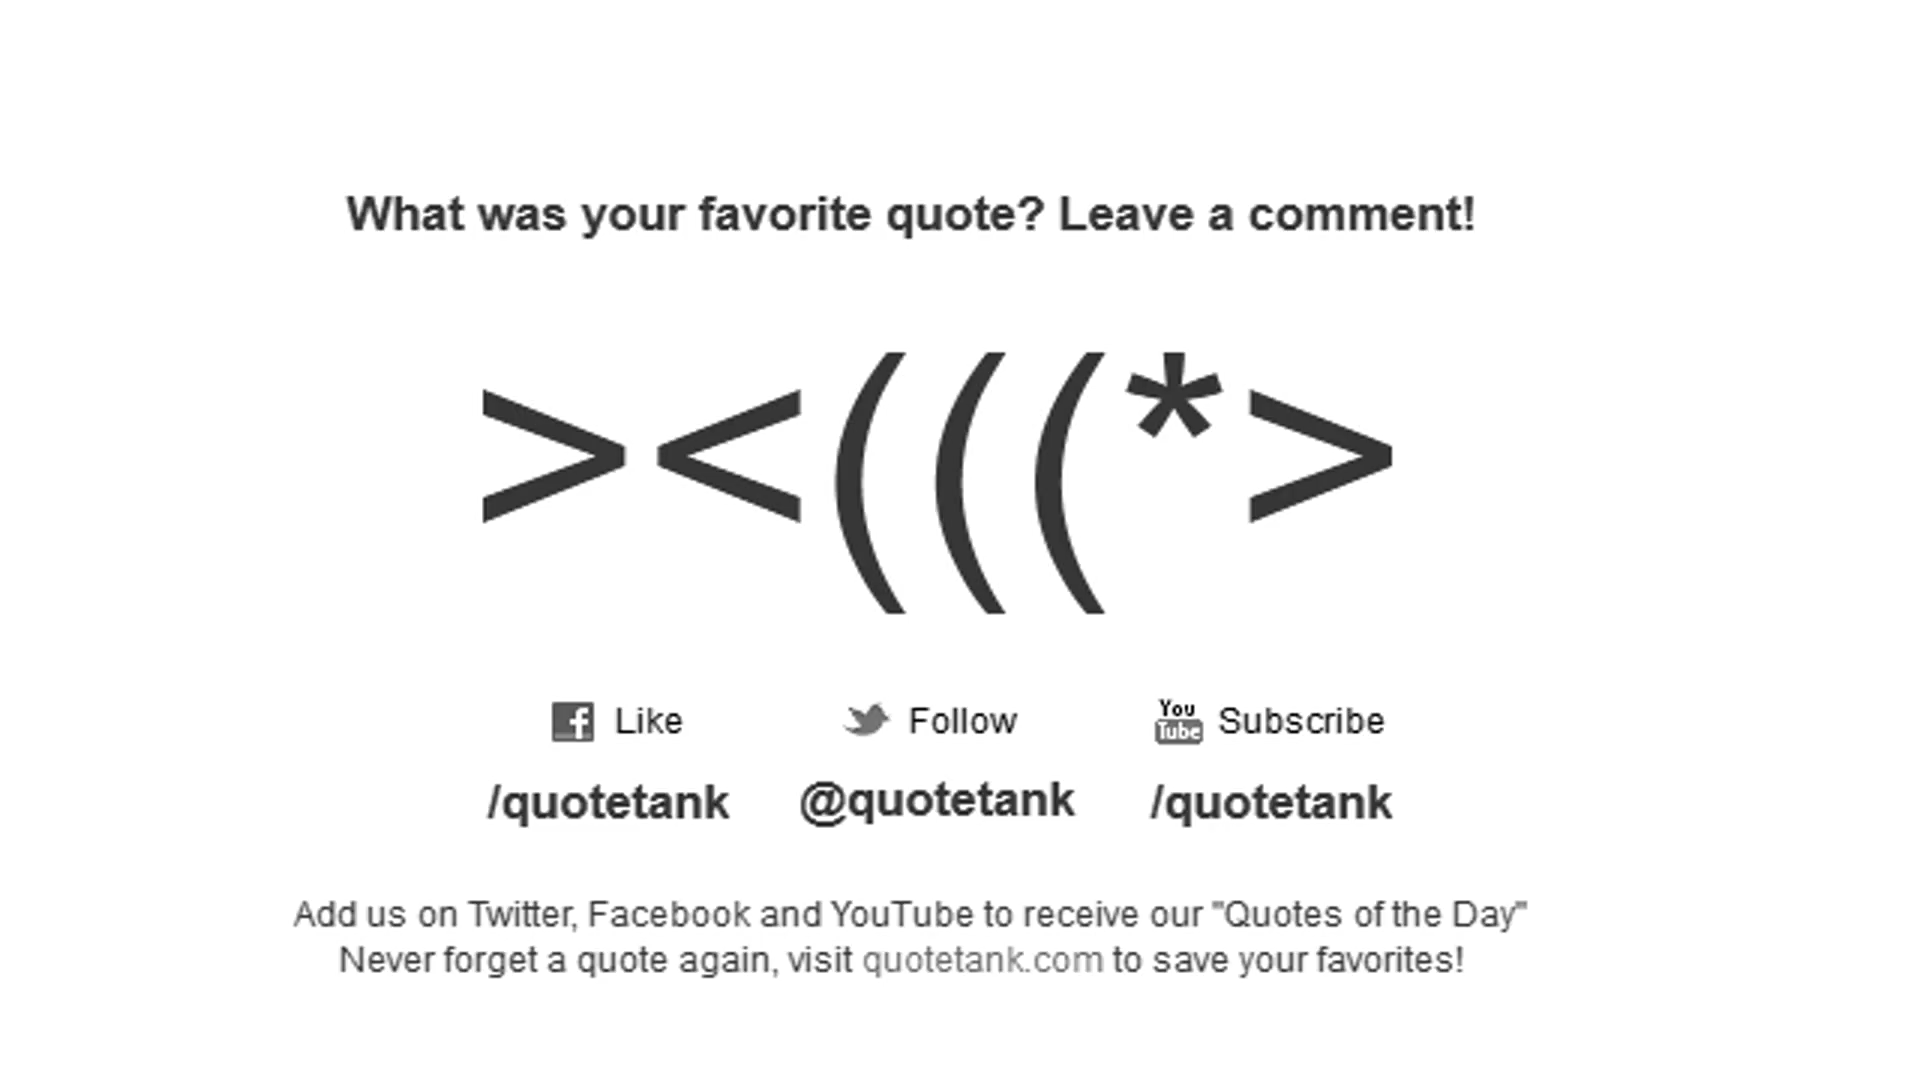 What was your favorite quote? Leave a comment!
><(((*>
f Like Follow You Tube Subscribe
/quotetank @quotetank /quotetank
Add us on Twitter, Facebook and YouTube to receive our "Quotes of the Day"
Never forget a quote again, visit quotetank.com to save your favorites!